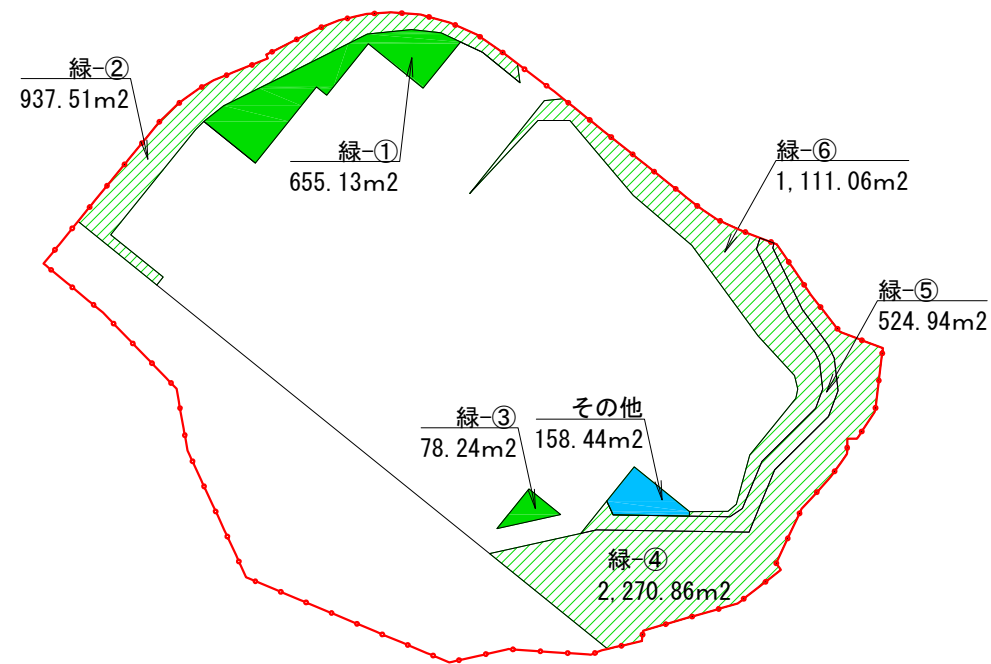 緑-②
937.51m2
緑-①
655.13m2
緑-⑥
1,111.06m2
緑-⑤
524.94m2
緑-③
78.24m2
その他
158.44m2
緑-④
2,270.86m2